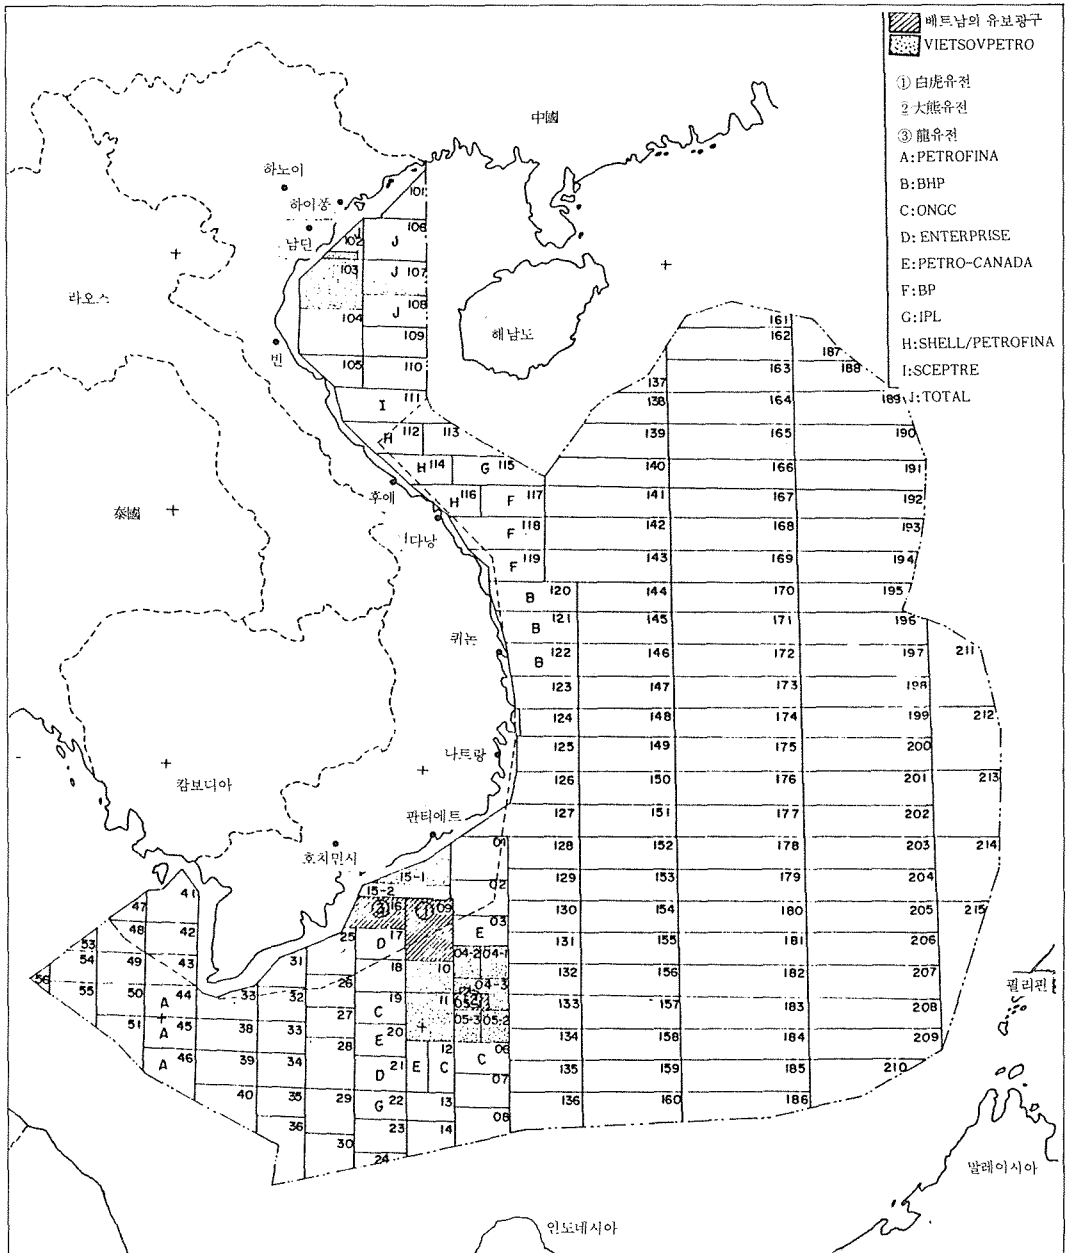 베트남의 유보광구
VIETSOVPETRO
① 白虎유전
2 大熊유전
③ 龍유전
A:PETROFINA
B:BHP
C:ONGC
D:ENTERPRISE
E:PETRO-CANADA
F:BP
G:IPL
H:SHELL/PETROFINA
I:SCEPTRE
J:TOTAL
中國
하노이
하이퐁
남딘
라오스
해남도
빈
후에
泰國
다낭
퀴논
나트랑
캄보디아
판티에트
호치민시
필리핀
말레이시아
인도네시아
101
J 102
J 106
103
J 107
104
J 108
109
105
110
I 111
H 112
113
H 114
G 115
H 116
F 117
F 118
F 119
B 120
B 121
B 122
123
124
125
126
127
128
129
130
131
132
133
134
135
136
137
138
139
140
141
142
143
144
145
146
147
148
149
150
151
152
153
154
155
156
157
158
159
160
161
162
163
164
165
166
167
168
169
170
171
172
173
174
175
176
177
178
179
180
181
182
183
184
185
186
187
188
189
190
191
192
193
194
195
196
197
198
199
200
201
202
203
204
205
206
207
208
209
210
211
212
213
214
215
01
02
E 03
04-2
04-1
04-3
05-3
05-2
C 06
07
08
① 09
10
11
E C 12
13
14
15-1
15-2
③ 16
D 17
18
C 19
E 20
D 21
G 22
23
24
25
26
27
28
29
30
31
32
33
34
35
36
33
38
39
40
41
42
43
A 44
+
A 45
A 46
47
48
49
50
51
53
54
55
56